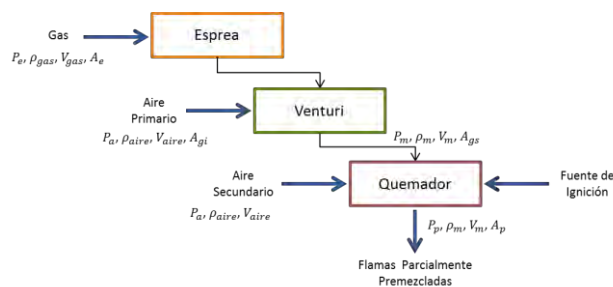 Gas
P_e, ρ_gas, V_gas, A_e
Esprea
Aire
Primario
P_a, ρ_aire, V_aire, A_gi
Venturi
P_m, ρ_m, V_m, A_gs
Aire
Secundario
P_a, ρ_aire, V_aire
Quemador
Fuente de
Ignición
P_p, ρ_m, V_m, A_p
Flamas Parcialmente
Premezcladas